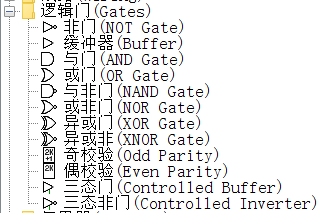 逻辑门(Gates)
非门(NOT Gate)
缓冲器(Buffer)
与门(AND Gate)
或门(OR Gate)
与非门(NAND Gate)
或非门(NOR Gate)
异或门(XOR Gate)
异或非(XNOR Gate)
奇校验(Odd Parity)
偶校验(Even Parity)
三态门(Controlled Buffer)
三态非门(Controlled Inverter)